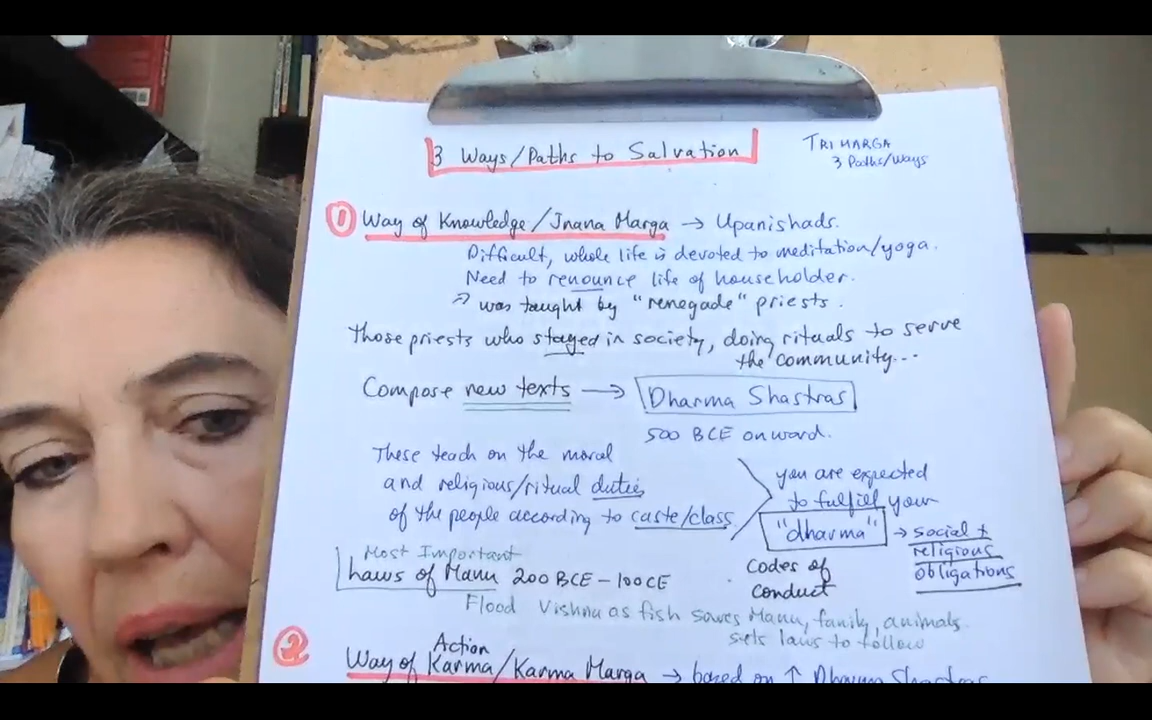 3 Ways/Paths to Salvation
TRIMARGA
3 Paths/Ways
① Way of Knowledge/Jnana Marga → Upanishads.
Difficult, whole life is devoted to meditation/yoga.
Need to renounce life of householder.
↗ was taught by "renegade" priests.
Those priests who stayed in society, doing rituals to serve
the community...
Compose new texts → Dharma Shastras
500 BCE onward.
These teach on the moral
and religious/ritual duties
of the people according to caste/class
you are expected
to fulfill your
"dharma" → social +
religious
obligations
Codes of
conduct
Most Important
Laws of Manu 200 BCE - 100 CE
Flood Vishnu as fish saves Manu, family, animals.
sets laws to follow
② Way of Karma/Karma Marga → based on ↑ Dharma Shastras
Action